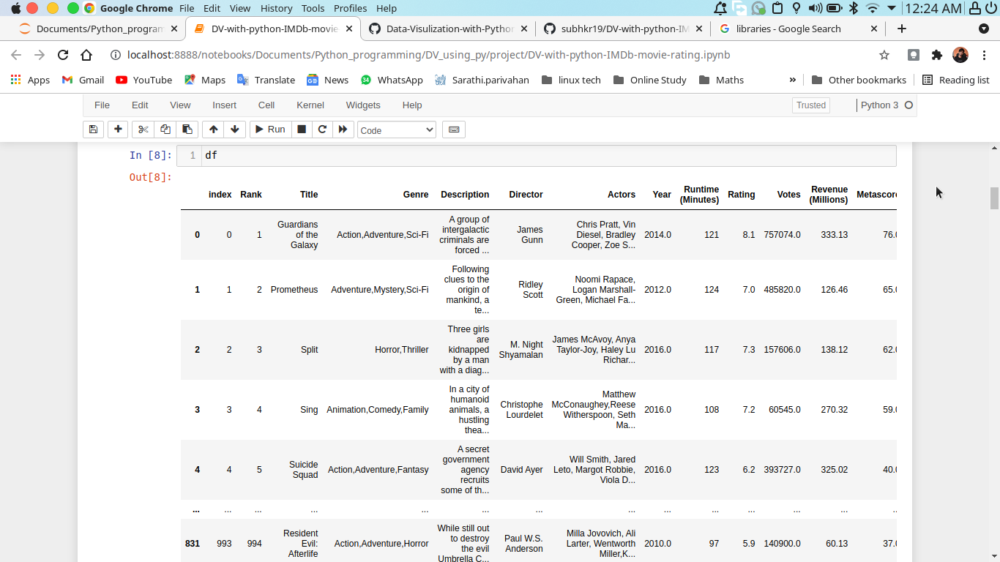 Google Chrome File Edit View History Tools Profiles Help 12:24 AM
Documents/Python_program DV-with-python-IMDb-movie Data-Visulization-with-Python subhkr19/DV-with-python-IM libraries - Google Search
localhost:8888/notebooks/Documents/Python_programming/DV_using_py/project/DV-with-python-IMDb-movie-rating.ipynb
Apps Gmail YouTube Maps Translate News 34 WhatsApp Sarathi.parivahan linux tech Online Study Maths » Other bookmarks Reading list
File Edit View Insert Cell Kernel Widgets Help Trusted Python 3
Run Code
In [8]: 1 df
Out[8]:
index Rank Title Genre Description Director Actors Year Runtime (Minutes) Rating Votes Revenue (Millions) Metascore
0 0 1 Guardians of the Galaxy Action,Adventure,Sci-Fi A group of intergalactic criminals are forced ... James Gunn Chris Pratt, Vin Diesel, Bradley Cooper, Zoe S... 2014.0 121 8.1 757074.0 333.13 76.0
1 1 2 Prometheus Adventure,Mystery,Sci-Fi Following clues to the origin of mankind, a te... Ridley Scott Noomi Rapace, Logan Marshall-Green, Michael Fa... 2012.0 124 7.0 485820.0 126.46 65.0
2 2 3 Split Horror,Thriller Three girls are kidnapped by a man with a diag... M. Night Shyamalan James McAvoy, Anya Taylor-Joy, Haley Lu Richar... 2016.0 117 7.3 157606.0 138.12 62.0
3 3 4 Sing Animation,Comedy,Family In a city of humanoid animals, a hustling thea... Christophe Lourdelet Matthew McConaughey,Reese Witherspoon, Seth Ma... 2016.0 108 7.2 60545.0 270.32 59.0
4 4 5 Suicide Squad Action,Adventure,Fantasy A secret government agency recruits some of th... David Ayer Will Smith, Jared Leto, Margot Robbie, Viola D... 2016.0 123 6.2 393727.0 325.02 40.0
... ... ... ... ... ... ... ... ... ... ... ... ... ..
831 993 994 Resident Evil: Afterlife Action,Adventure,Horror While still out to destroy the evil Umbrella C... Paul W.S. Anderson Milla Jovovich, Ali Larter, Wentworth Miller,K... 2010.0 97 5.9 140900.0 60.13 37.0